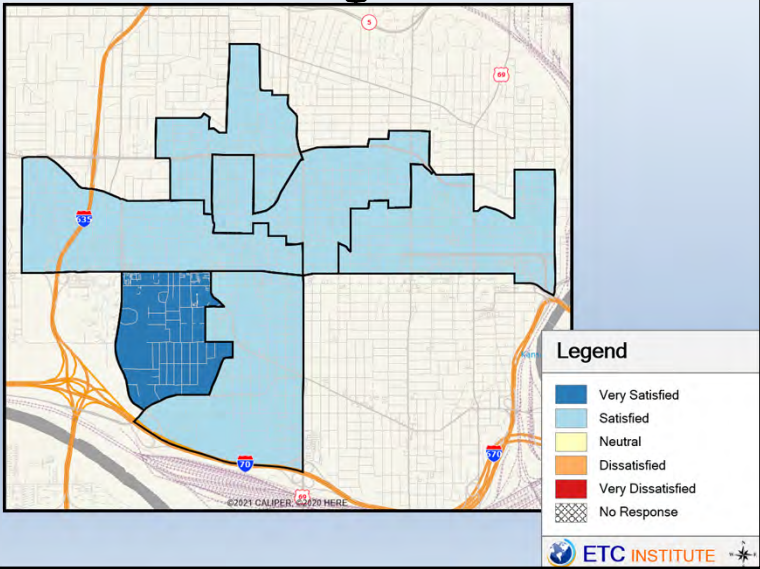 5
69
635
Legend
Very Satisfied
Satisfied
Neutral
Dissatisfied
Very Dissatisfied
No Response
70
670
69
©2021 CALIPER; ©2020 HERE
ETC INSTITUTE